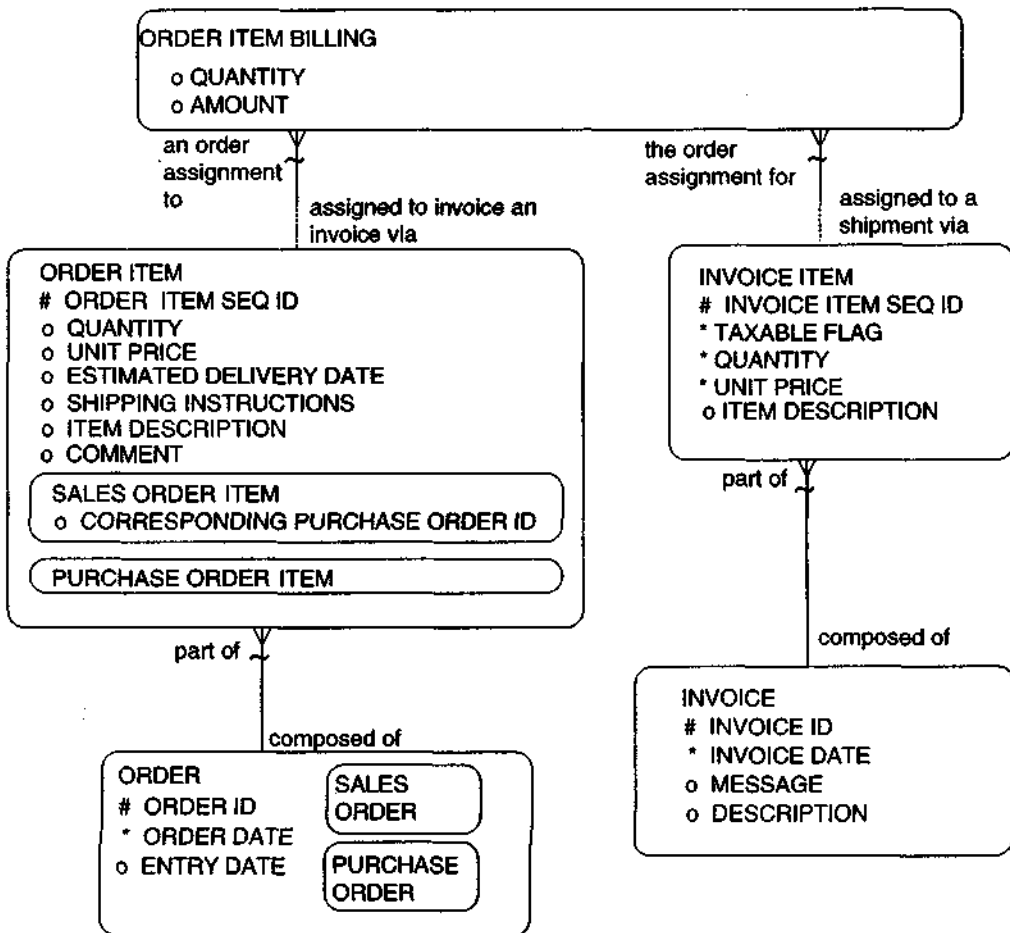 ORDER ITEM BILLING
o QUANTITY
o AMOUNT
an order
assignment
to
the order
assignment for
assigned to invoice an
invoice via
assigned to a
shipment via
ORDER ITEM
# ORDER ITEM SEQ ID
o QUANTITY
o UNIT PRICE
o ESTIMATED DELIVERY DATE
o SHIPPING INSTRUCTIONS
o ITEM DESCRIPTION
o COMMENT
SALES ORDER ITEM
o CORRESPONDING PURCHASE ORDER ID
PURCHASE ORDER ITEM
INVOICE ITEM
# INVOICE ITEM SEQ ID
* TAXABLE FLAG
* QUANTITY
* UNIT PRICE
o ITEM DESCRIPTION
part of
composed of
part of
composed of
ORDER
# ORDER ID
* ORDER DATE
o ENTRY DATE
SALES
ORDER
PURCHASE
ORDER
INVOICE
# INVOICE ID
* INVOICE DATE
o MESSAGE
o DESCRIPTION